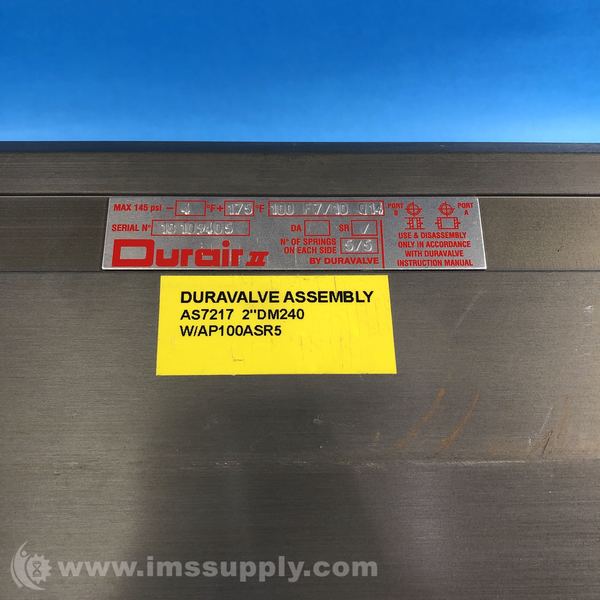 MAX 145 psi -4 °F+ 175 °F 100 F7/10 Q14
SERIAL N° 10109405 DA SR /
Durair II
N° OF SPRINGS
ON EACH SIDE 5/5
BY DURAVALVE
PORT B PORT A
USE & DISASSEMBLY
ONLY IN ACCORDANCE
WITH DURAVALVE
INSTRUCTION MANUAL
DURAVALVE ASSEMBLY
AS7217 2"DM240
W/AP100ASR5
www.imssupply.com